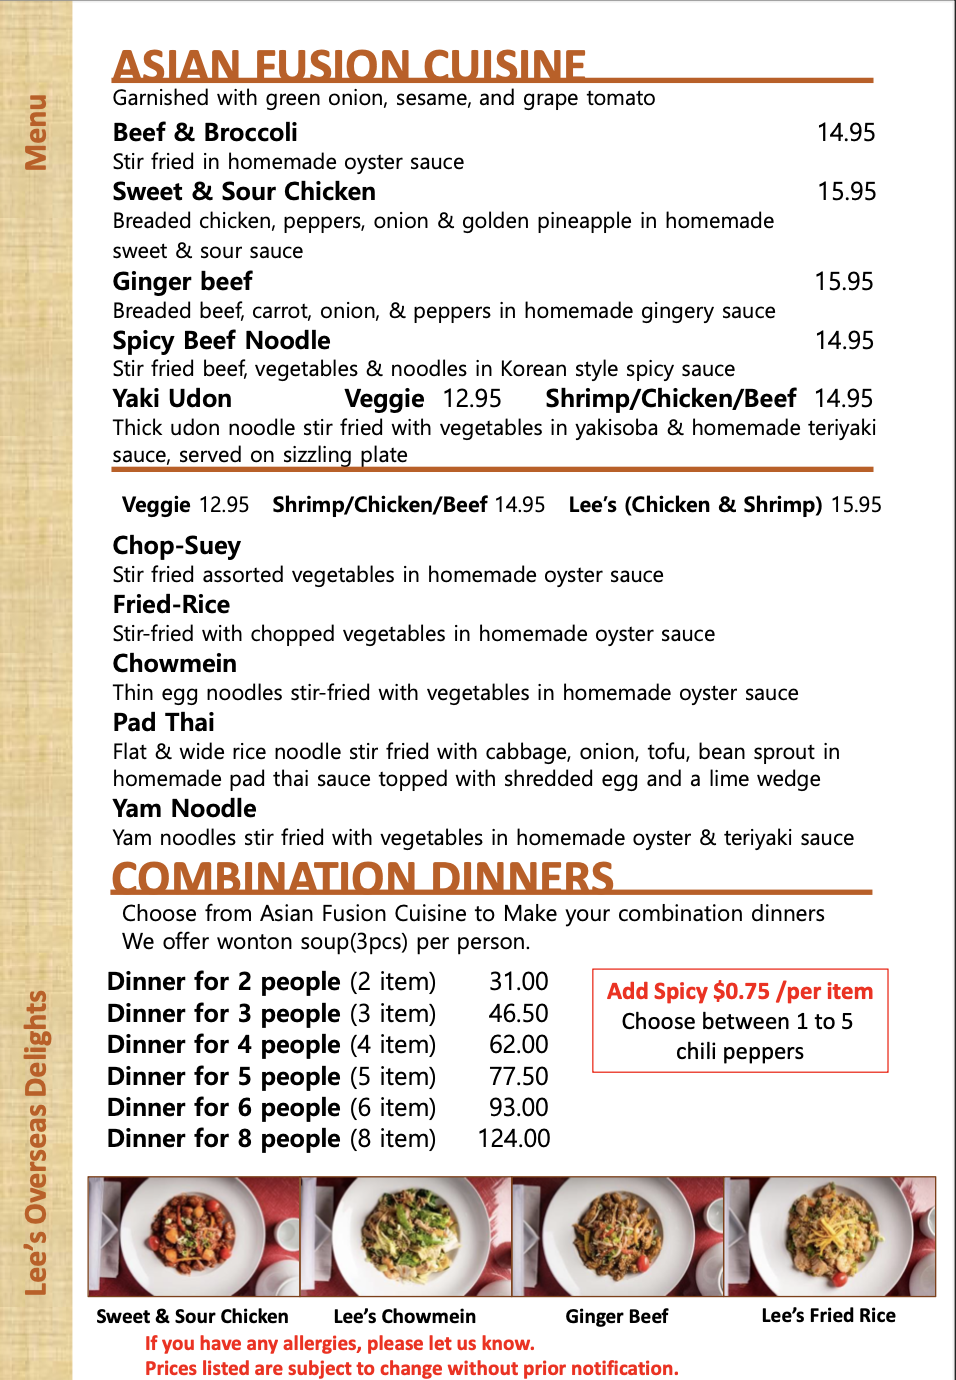 Menu
ASIAN FUSION CUISINE
Garnished with green onion, sesame, and grape tomato
Beef & Broccoli 14.95
Stir fried in homemade oyster sauce
Sweet & Sour Chicken 15.95
Breaded chicken, peppers, onion & golden pineapple in homemade
sweet & sour sauce
Ginger beef 15.95
Breaded beef, carrot, onion, & peppers in homemade gingery sauce
Spicy Beef Noodle 14.95
Stir fried beef, vegetables & noodles in Korean style spicy sauce
Yaki Udon Veggie 12.95 Shrimp/Chicken/Beef 14.95
Thick udon noodle stir fried with vegetables in yakisoba & homemade teriyaki
sauce, served on sizzling plate
Veggie 12.95 Shrimp/Chicken/Beef 14.95 Lee's (Chicken & Shrimp) 15.95
Chop-Suey
Stir fried assorted vegetables in homemade oyster sauce
Fried-Rice
Stir-fried with chopped vegetables in homemade oyster sauce
Chowmein
Thin egg noodles stir-fried with vegetables in homemade oyster sauce
Pad Thai
Flat & wide rice noodle stir fried with cabbage, onion, tofu, bean sprout in
homemade pad thai sauce topped with shredded egg and a lime wedge
Yam Noodle
Yam noodles stir fried with vegetables in homemade oyster & teriyaki sauce
COMBINATION DINNERS
Choose from Asian Fusion Cuisine to Make your combination dinners
We offer wonton soup(3pcs) per person.
Dinner for 2 people (2 item) 31.00
Dinner for 3 people (3 item) 46.50
Dinner for 4 people (4 item) 62.00
Dinner for 5 people (5 item) 77.50
Dinner for 6 people (6 item) 93.00
Dinner for 8 people (8 item) 124.00
Add Spicy $0.75 /per item
Choose between 1 to 5
chili peppers
Lee's Overseas Delights
Sweet & Sour Chicken Lee's Chowmein Ginger Beef Lee's Fried Rice
If you have any allergies, please let us know.
Prices listed are subject to change without prior notification.